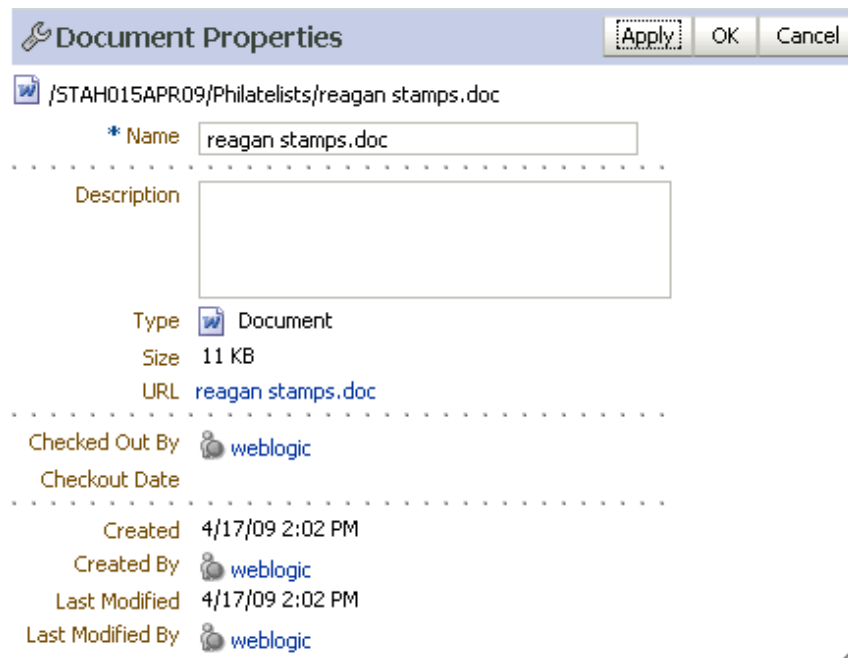 Document Properties Apply OK Cancel
/STAH015APR09/Philatelists/reagan stamps.doc
* Name reagan stamps.doc
Description
Type Document
Size 11 KB
URL reagan stamps.doc
Checked Out By weblogic
Checkout Date
Created 4/17/09 2:02 PM
Created By weblogic
Last Modified 4/17/09 2:02 PM
Last Modified By weblogic